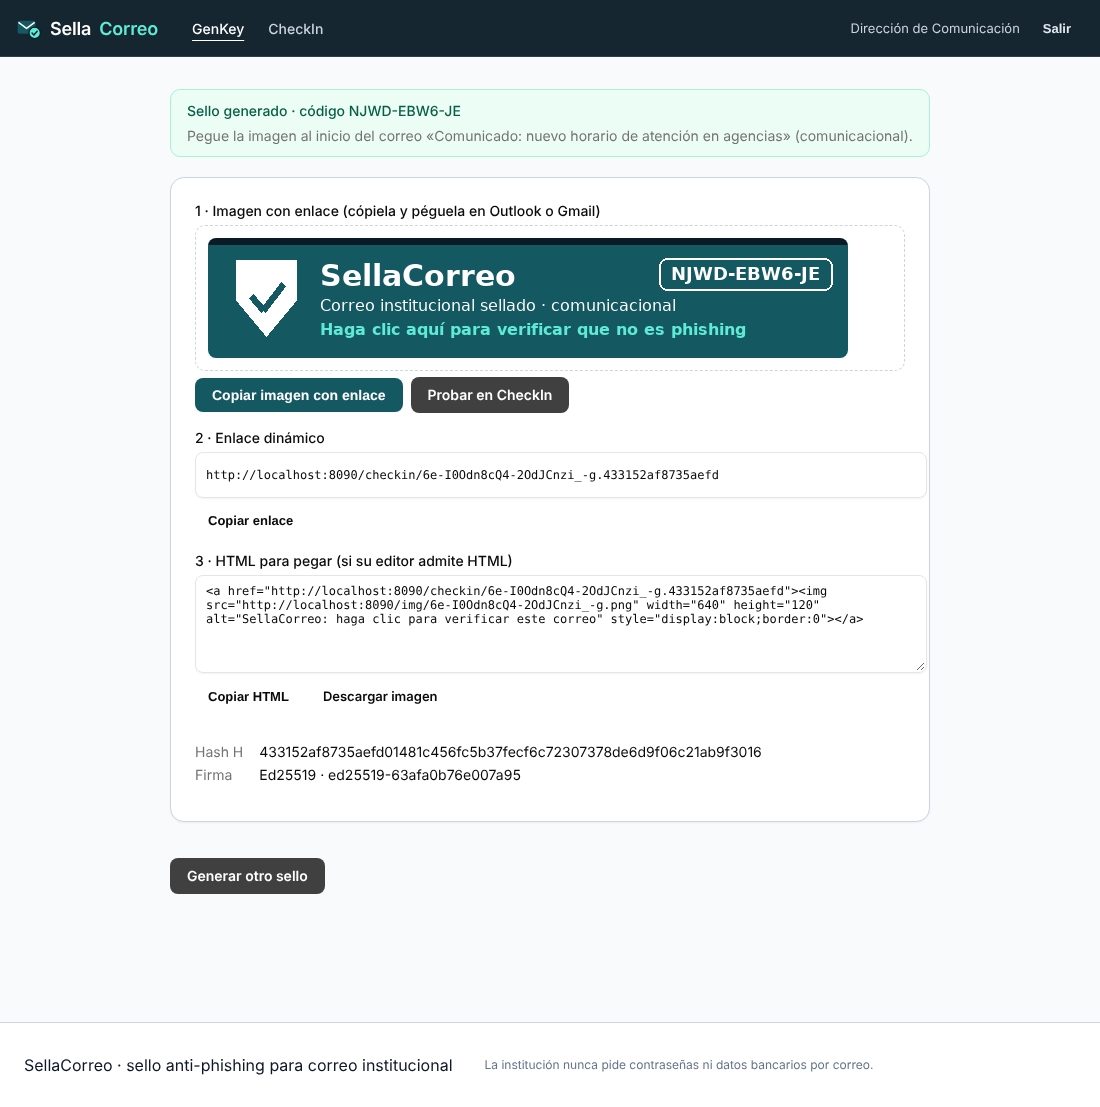 Sella Correo GenKey CheckIn Dirección de Comunicación Salir
Sello generado · código NJWD-EBW6-JE
Pegue la imagen al inicio del correo «Comunicado: nuevo horario de atención en agencias» (comunicacional).
1 · Imagen con enlace (cópiela y péguela en Outlook o Gmail)
SellaCorreo NJWD-EBW6-JE
Correo institucional sellado · comunicacional
Haga clic aquí para verificar que no es phishing
Copiar imagen con enlace Probar en CheckIn
2 · Enlace dinámico
http://localhost:8090/checkin/6e-I0Odn8cQ4-2OdJCnzi_-g.433152af8735aefd
Copiar enlace
3 · HTML para pegar (si su editor admite HTML)
<a href="http://localhost:8090/checkin/6e-I0Odn8cQ4-2OdJCnzi_-g.433152af8735aefd"><img
src="http://localhost:8090/img/6e-I0Odn8cQ4-2OdJCnzi_-g.png" width="640" height="120"
alt="SellaCorreo: haga clic para verificar este correo" style="display:block;border:0"></a>
Copiar HTML Descargar imagen
Hash H 433152af8735aefd01481c456fc5b37fecf6c72307378de6d9f06c21ab9f3016
Firma Ed25519 · ed25519-63afa0b76e007a95
Generar otro sello
SellaCorreo · sello anti-phishing para correo institucional La institución nunca pide contraseñas ni datos bancarios por correo.